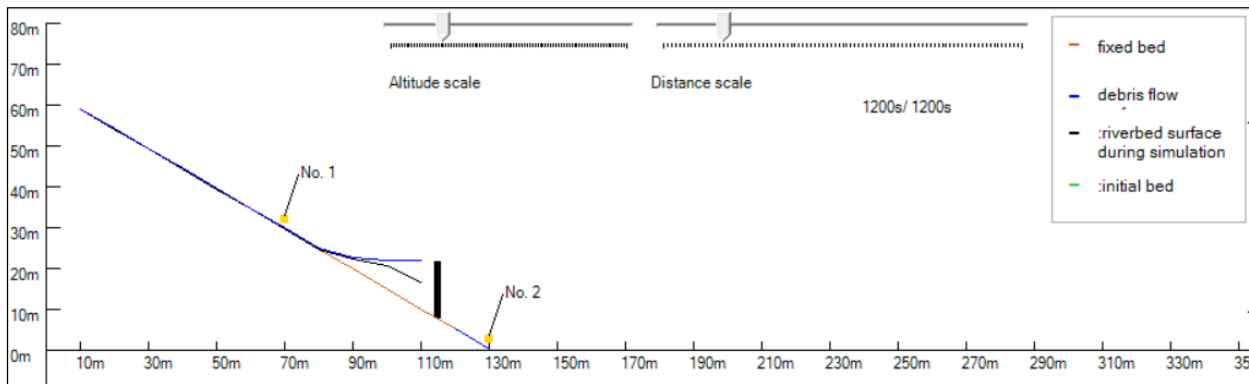 80m
70m
60m
50m
40m
30m
20m
10m
0m
Altitude scale
Distance scale
1200s/ 1200s
fixed bed
debris flow
:riverbed surface
during simulation
:initial bed
No. 1
No. 2
10m 30m 50m 70m 90m 110m 130m 150m 170m 190m 210m 230m 250m 270m 290m 310m 330m 35